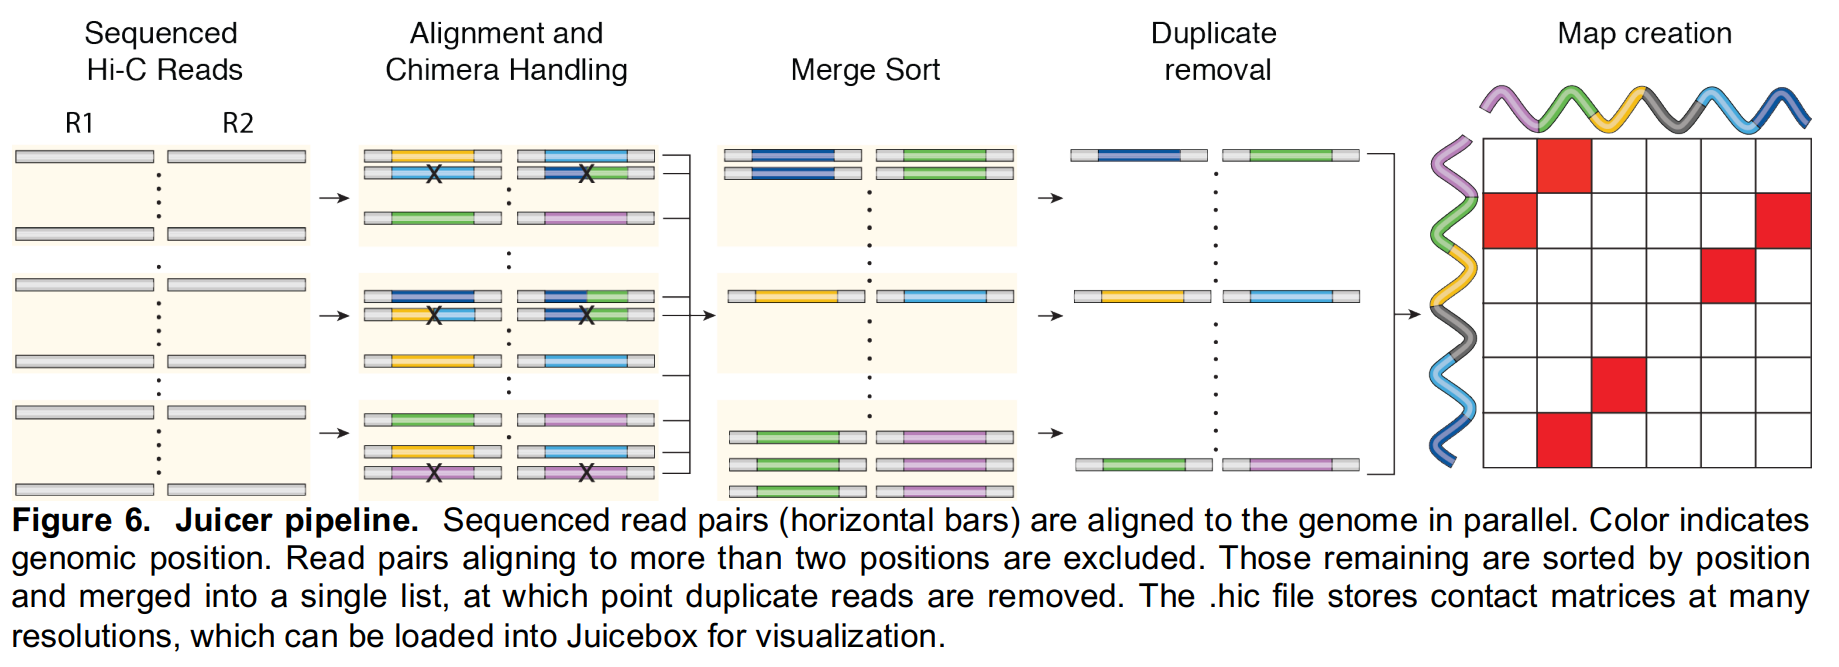 Sequenced
Hi-C Reads
Alignment and
Chimera Handling
Merge Sort
Duplicate
removal
Map creation
R1
R2
X
X
X
X
X
X
Figure 6. Juicer pipeline. Sequenced read pairs (horizontal bars) are aligned to the genome in parallel. Color indicates
genomic position. Read pairs aligning to more than two positions are excluded. Those remaining are sorted by position
and merged into a single list, at which point duplicate reads are removed. The .hic file stores contact matrices at many
resolutions, which can be loaded into Juicebox for visualization.